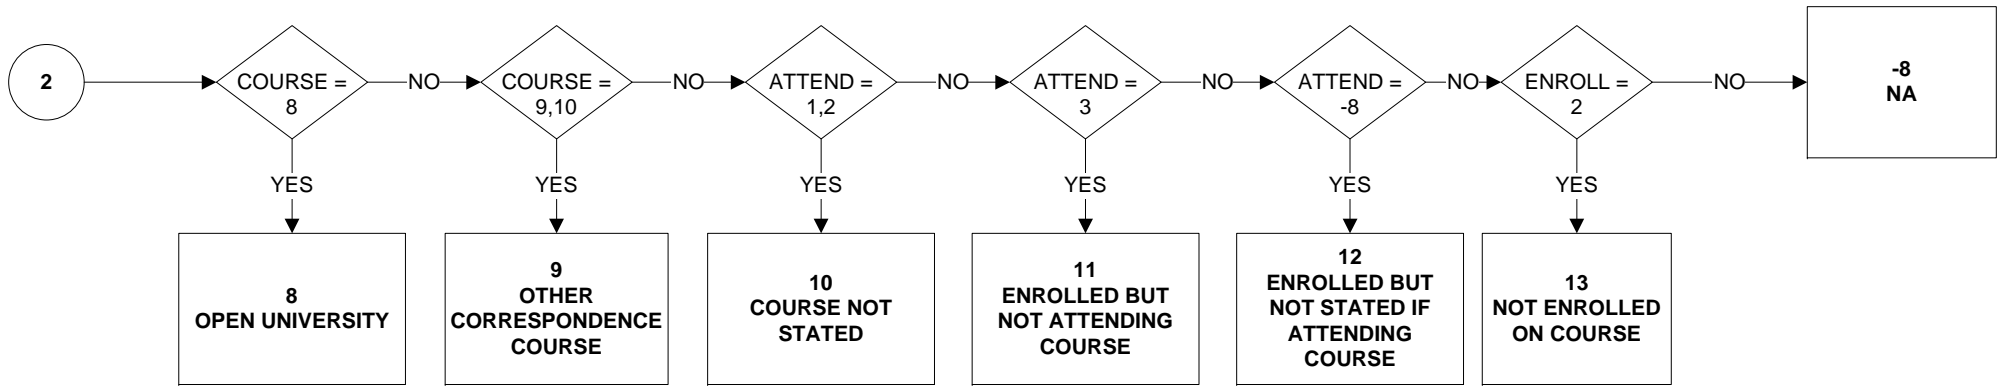 2
COURSE =
8
NO
COURSE =
9,10
NO
ATTEND =
1,2
NO
ATTEND =
3
NO
ATTEND =
-8
NO
ENROLL =
2
NO
-8
NA
YES
YES
YES
YES
YES
YES
8
OPEN UNIVERSITY
9
OTHER
CORRESPONDENCE
COURSE
10
COURSE NOT
STATED
11
ENROLLED BUT
NOT ATTENDING
COURSE
12
ENROLLED BUT
NOT STATED IF
ATTENDING
COURSE
13
NOT ENROLLED
ON COURSE